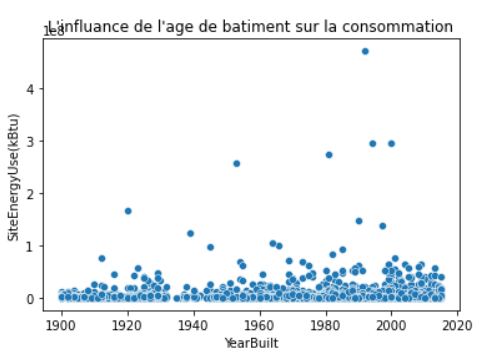 L'influance de l'age de batiment sur la consommation
1e8
4
3
2
1
0
SiteEnergyUse(kBtu)
1900 1920 1940 1960 1980 2000 2020
YearBuilt